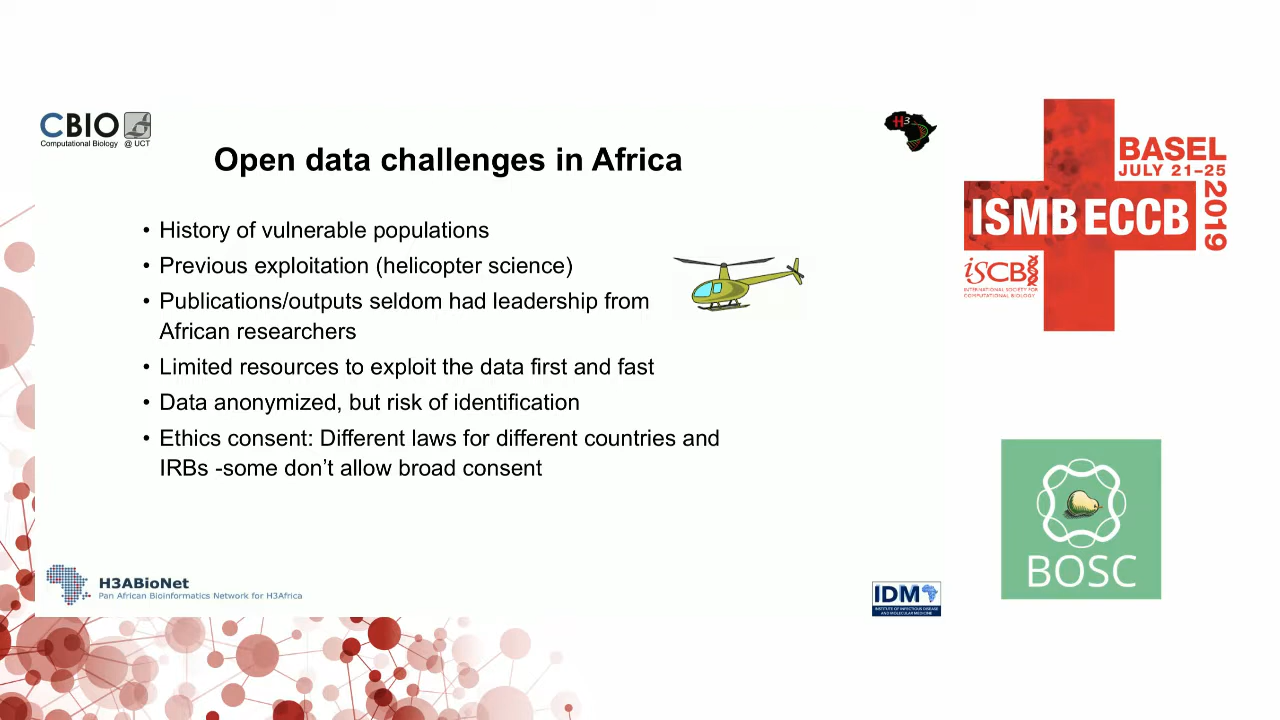 CBIO
Computational Biology @ UCT
H3
Open data challenges in Africa
• History of vulnerable populations
• Previous exploitation (helicopter science)
• Publications/outputs seldom had leadership from
African researchers
• Limited resources to exploit the data first and fast
• Data anonymized, but risk of identification
• Ethics consent: Different laws for different countries and
IRBs -some don’t allow broad consent
H3ABioNet
Pan African Bioinformatics Network for H3Africa
IDM
INSTITUTE OF INFECTIOUS DISEASE
AND MOLECULAR MEDICINE
BASEL
JULY 21–25
2019
ISMB ECCB
iSCB
INTERNATIONAL SOCIETY FOR
COMPUTATIONAL BIOLOGY
BOSC